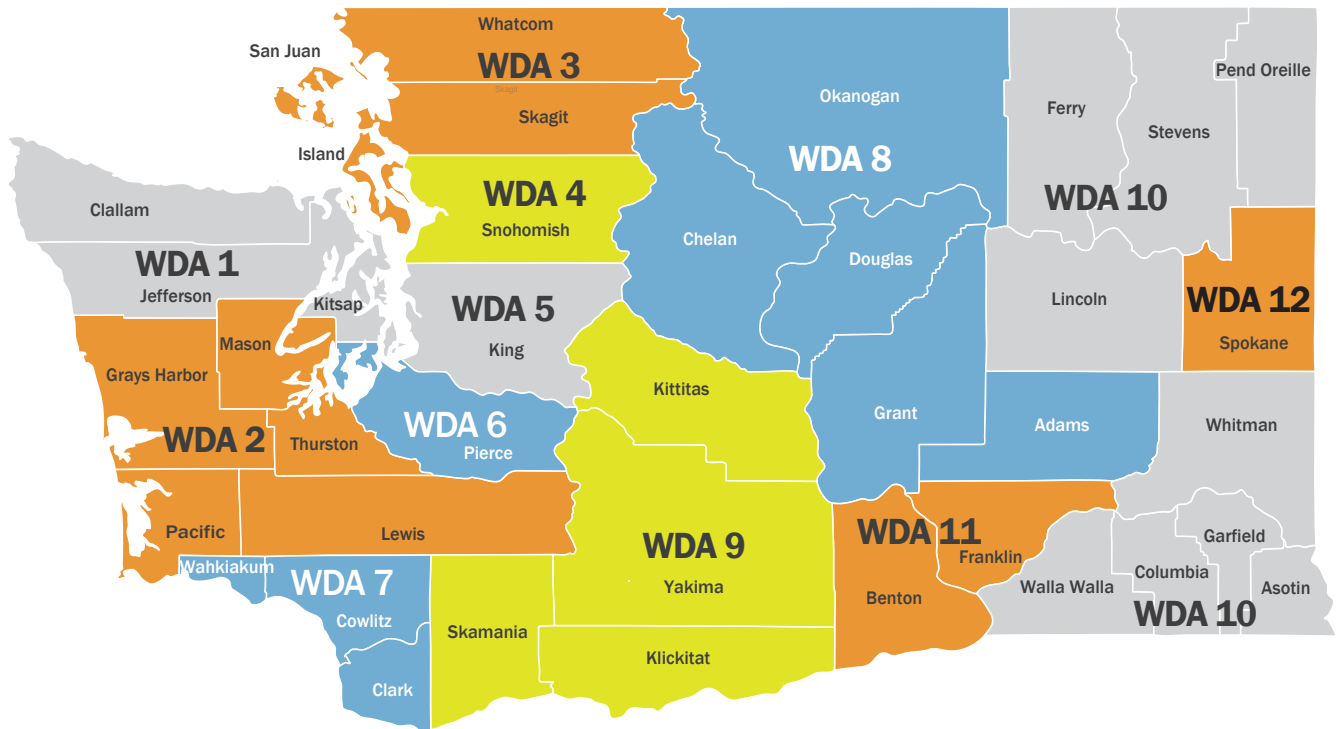 Whatcom
San Juan
WDA 3
Skagit
Skagit
Island
WDA 4
Snohomish
Clallam
WDA 1
Jefferson
Kitsap
WDA 5
King
Mason
Grays Harbor
WDA 2
Thurston
WDA 6
Pierce
Pacific
Lewis
Wahkiakum
WDA 7
Cowlitz
Clark
Skamania
Okanogan
WDA 8
Chelan
Douglas
Grant
Adams
Kittitas
WDA 9
Yakima
Klickitat
Ferry
Stevens
Pend Oreille
WDA 10
Lincoln
WDA 12
Spokane
Whitman
WDA 11
Franklin
Benton
Walla Walla
Columbia
Garfield
Asotin
WDA 10